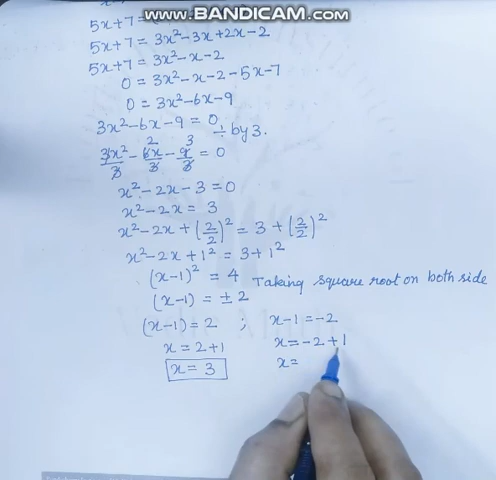 www.BANDICAM.com
5x+7 =
5x+7 = 3x²-3x+2x-2
5x+7 = 3x²-x-2
0 = 3x²-x-2-5x-7
0 = 3x²-6x-9
3x²-6x-9 = 0 ÷ by 3.
3x²/3 - 6x/3 2 - 9/3 3 = 0
x²-2x-3=0
x²-2x = 3
x²-2x+(2/2)² = 3+(2/2)²
x²-2x+1² = 3+1²
(x-1)² = 4 Taking square root on both side
(x-1) = ±2
(x-1) = 2 ; x-1 = -2
x = 2+1 x = -2+1
x = 3 x =